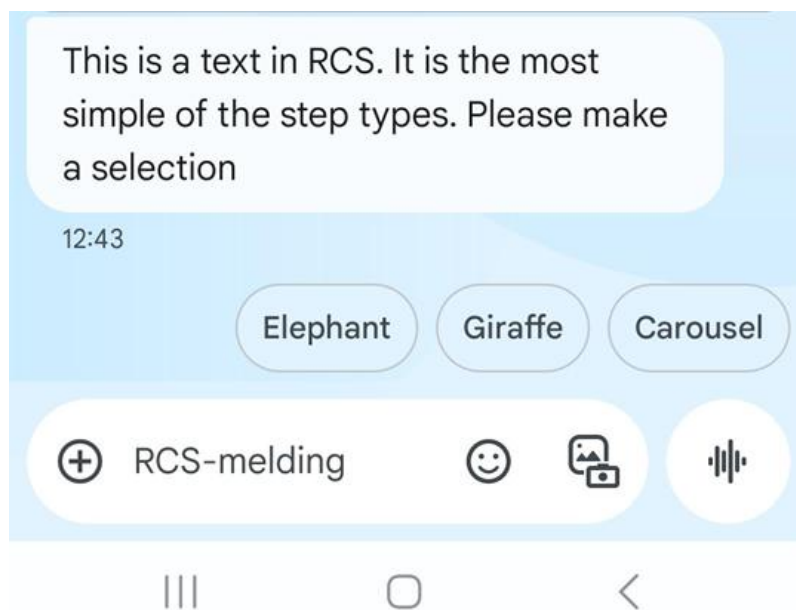 This is a text in RCS. It is the most
simple of the step types. Please make
a selection
12:43
Elephant Giraffe Carousel
RCS-melding